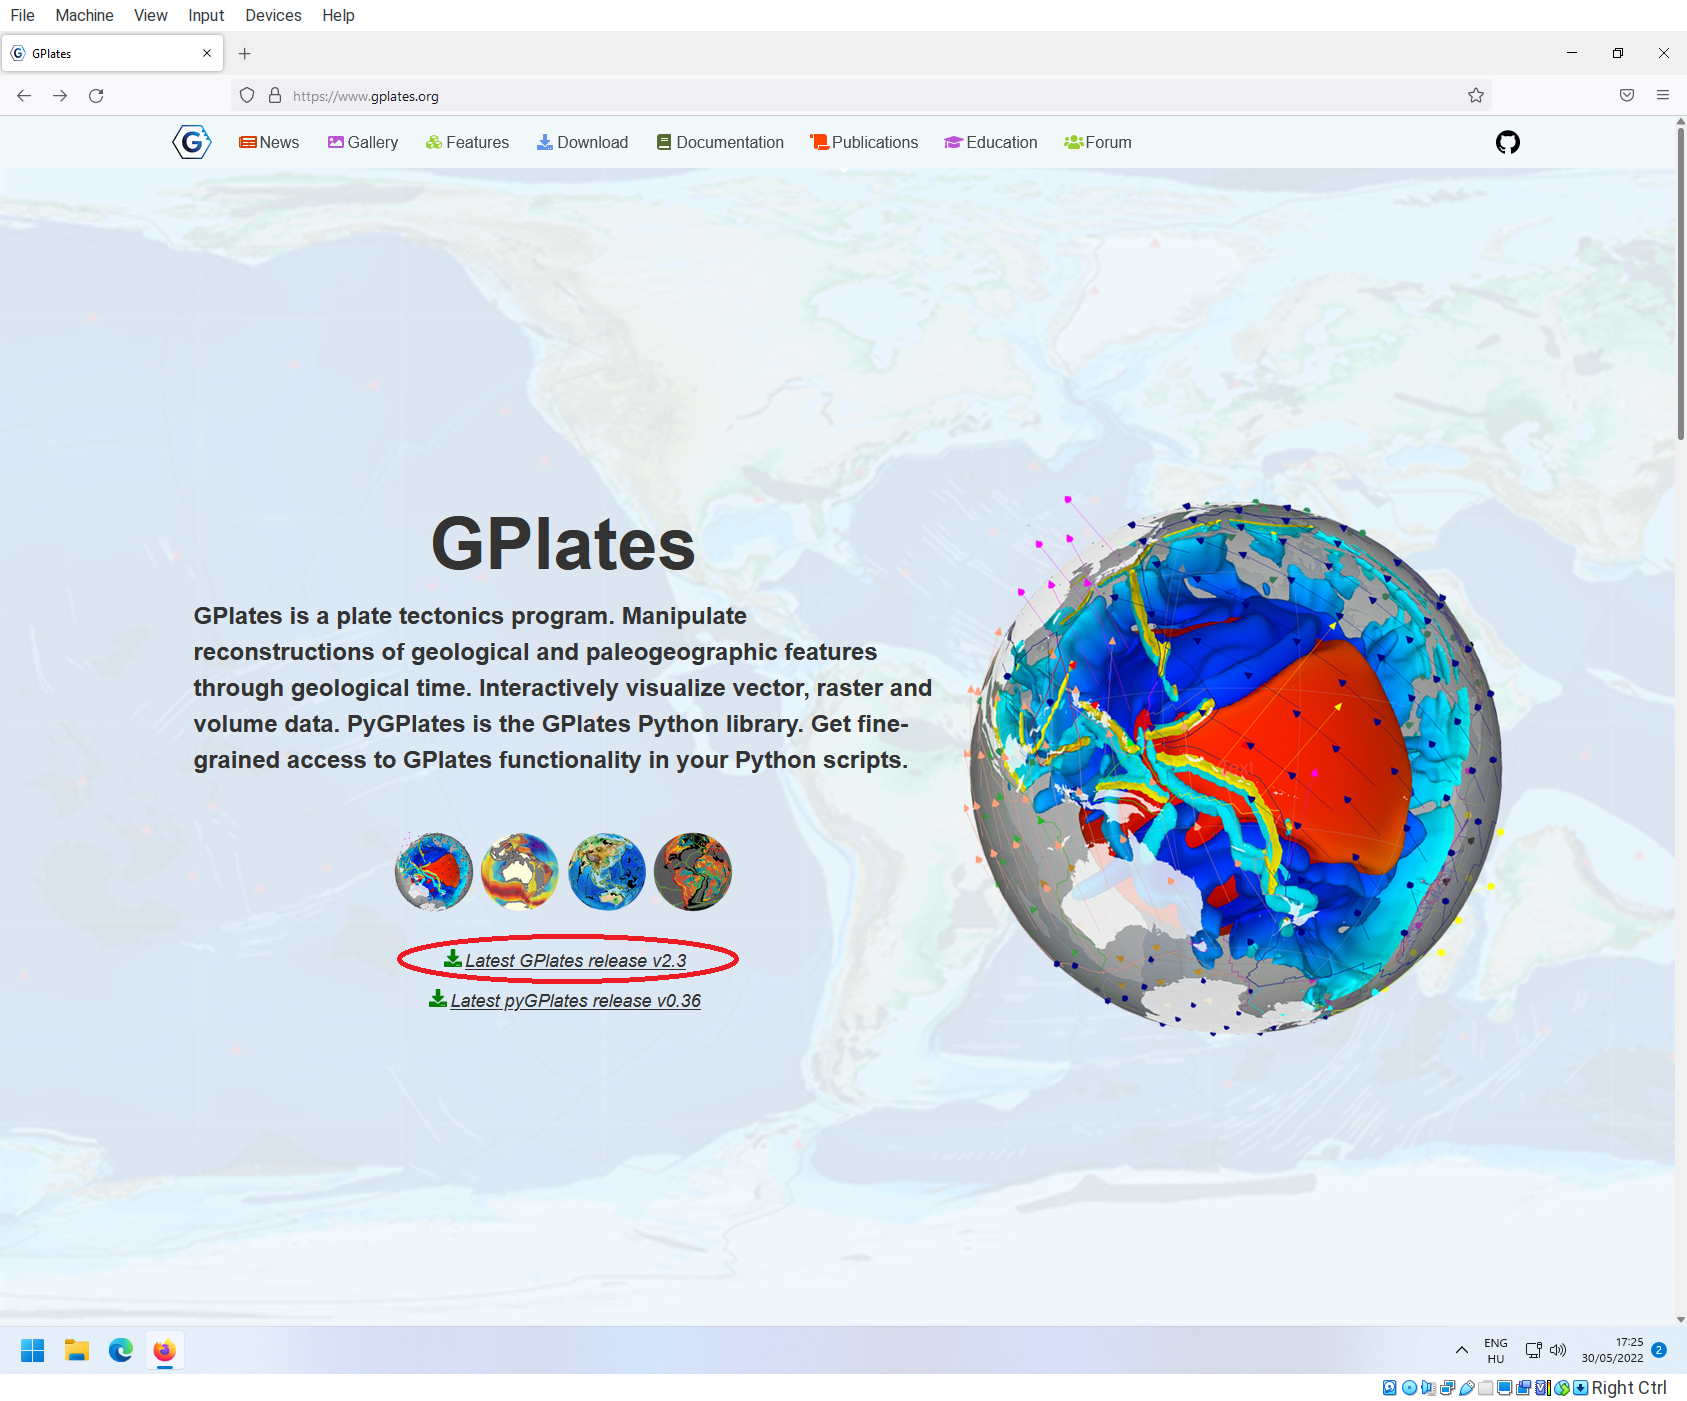 File Machine View Input Devices Help
GPlates
https://www.gplates.org
G News Gallery Features Download Documentation Publications Education Forum
GPlates
GPlates is a plate tectonics program. Manipulate
reconstructions of geological and paleogeographic features
through geological time. Interactively visualize vector, raster and
volume data. PyGPlates is the GPlates Python library. Get fine-
grained access to GPlates functionality in your Python scripts.
Text
Latest GPlates release v2.3
Latest pyGPlates release v0.36
ENG
HU
17:25
30/05/2022
2
Right Ctrl